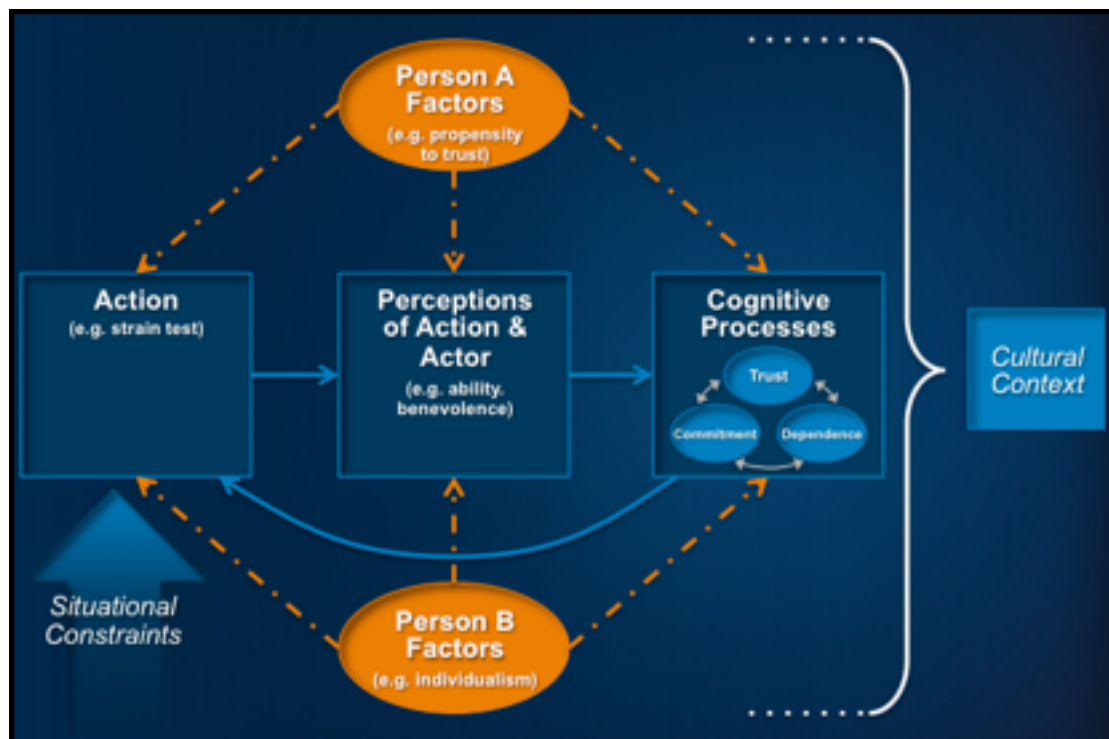 Person A
Factors
(e.g. propensity
to trust)
Action
(e.g. strain test)
Perceptions
of Action &
Actor
(e.g. ability.
benevolence)
Cognitive
Processes
Trust
Commitment
Dependence
Cultural
Context
Situational
Constraints
Person B
Factors
(e.g. individualism)